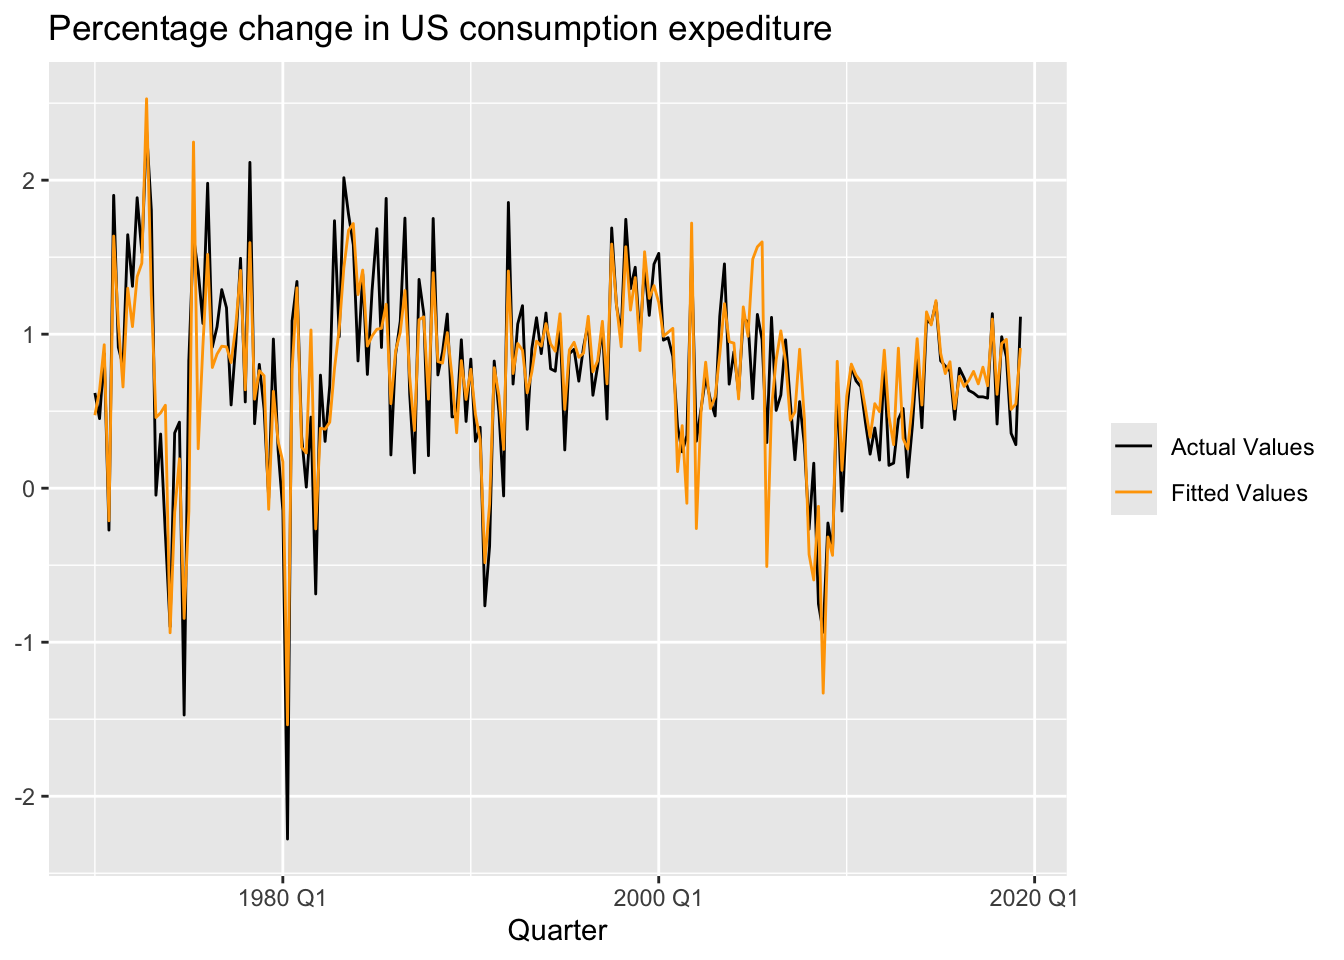 Percentage change in US consumption expediture
2
1
0
-1
-2
1980 Q1 2000 Q1 2020 Q1
Quarter
Actual Values
Fitted Values